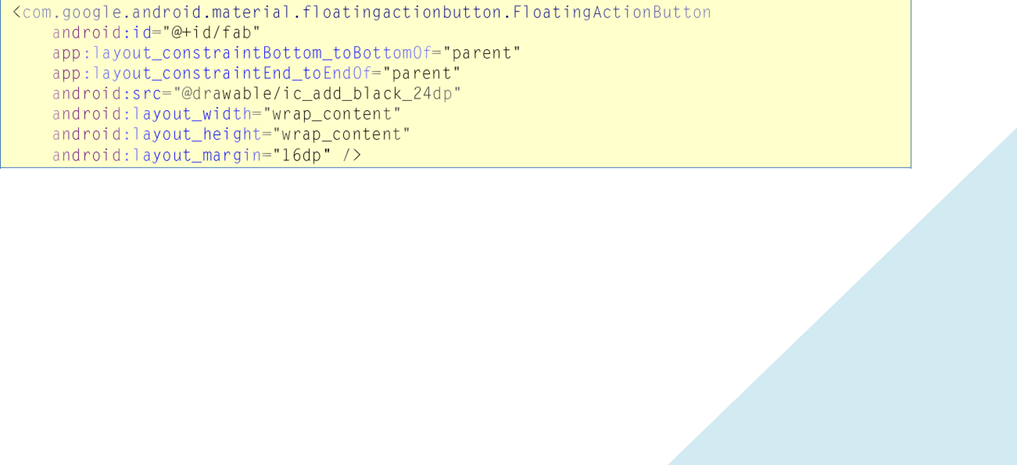 <com.google.android.material.floatingactionbutton.FloatingActionButton
android:id="@+id/fab"
app:layout_constraintBottom_toBottomOf="parent"
app:layout_constraintEnd_toEndOf="parent"
android:src="@drawable/ic_add_black_24dp"
android:layout_width="wrap_content"
android:layout_height="wrap_content"
android:layout_margin="16dp" />